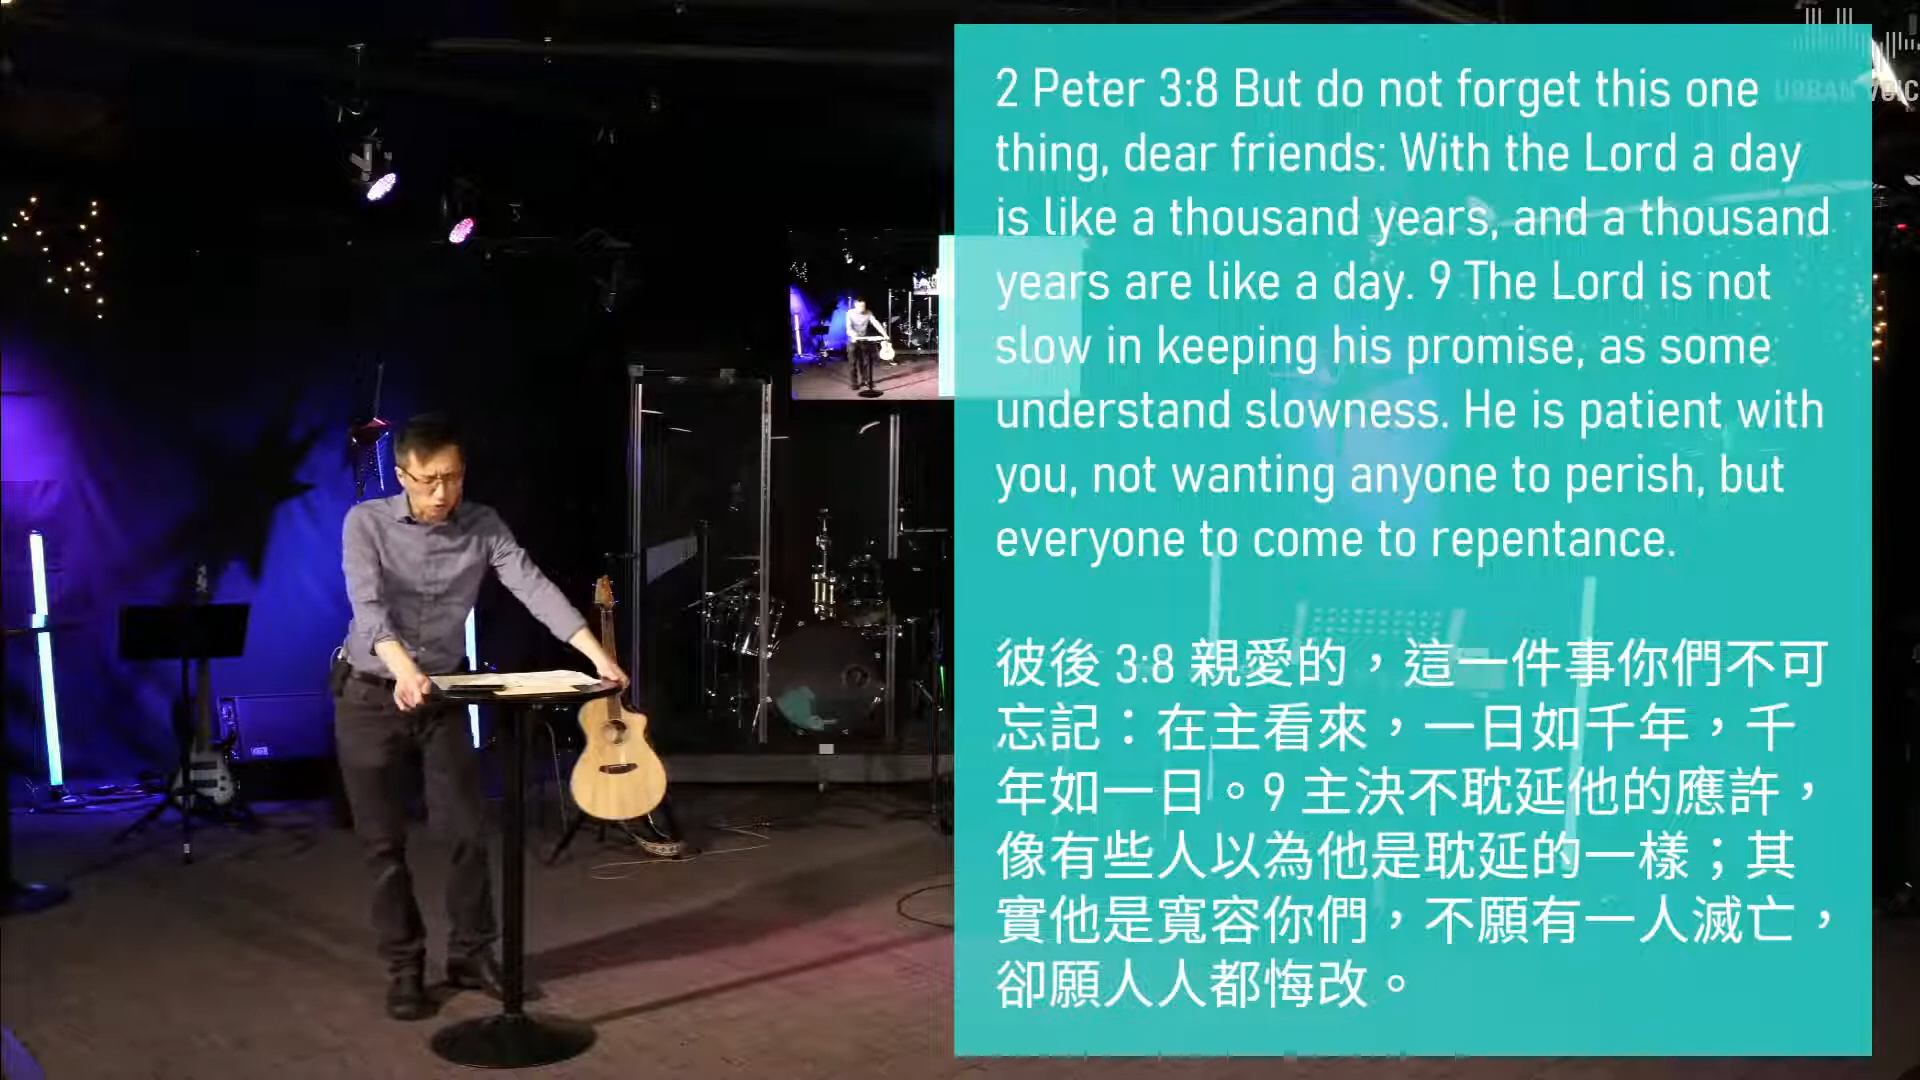 2 Peter 3:8 But do not forget this one
thing, dear friends: With the Lord a day
is like a thousand years, and a thousand
years are like a day. 9 The Lord is not
slow in keeping his promise, as some
understand slowness. He is patient with
you, not wanting anyone to perish, but
everyone to come to repentance.
彼後 3:8 親愛的，這一件事你們不可
忘記：在主看來，一日如千年，千
年如一日。9 主決不耽延他的應許，
像有些人以為他是耽延的一樣；其
實他是寬容你們，不願有一人滅亡，
卻願人人都悔改。
URBAN VOIC